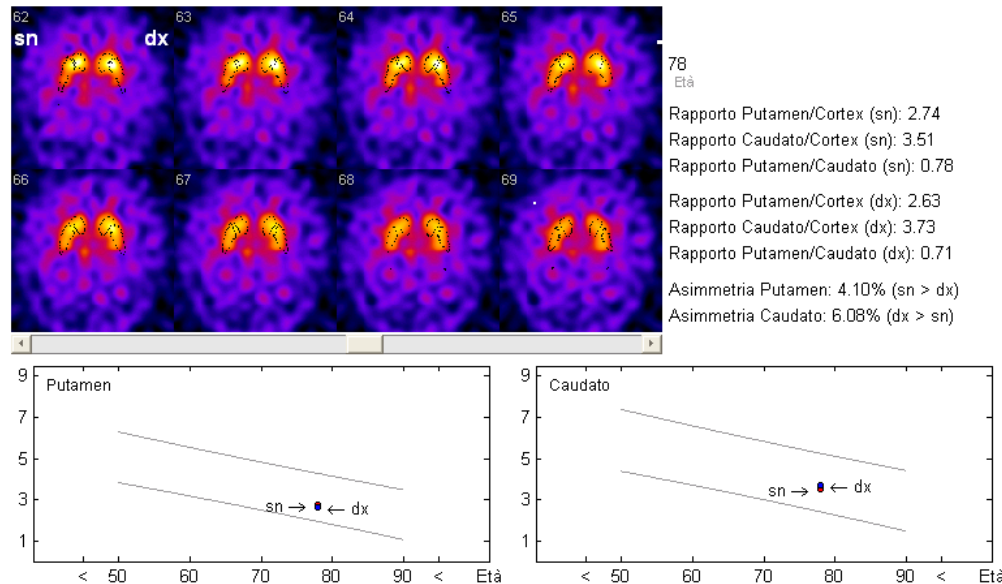 62 63 64 65
sn dx
66 67 68 69
78
Età
Rapporto Putamen/Cortex (sn): 2.74
Rapporto Caudato/Cortex (sn): 3.51
Rapporto Putamen/Caudato (sn): 0.78
Rapporto Putamen/Cortex (dx): 2.63
Rapporto Caudato/Cortex (dx): 3.73
Rapporto Putamen/Caudato (dx): 0.71
Asimmetria Putamen: 4.10% (sn > dx)
Asimmetria Caudato: 6.08% (dx > sn)
Putamen
9
7
5
3
1
sn → ← dx
< 50 60 70 80 90 < Età
Caudato
9
7
5
3
1
sn → ← dx
< 50 60 70 80 90 < Età